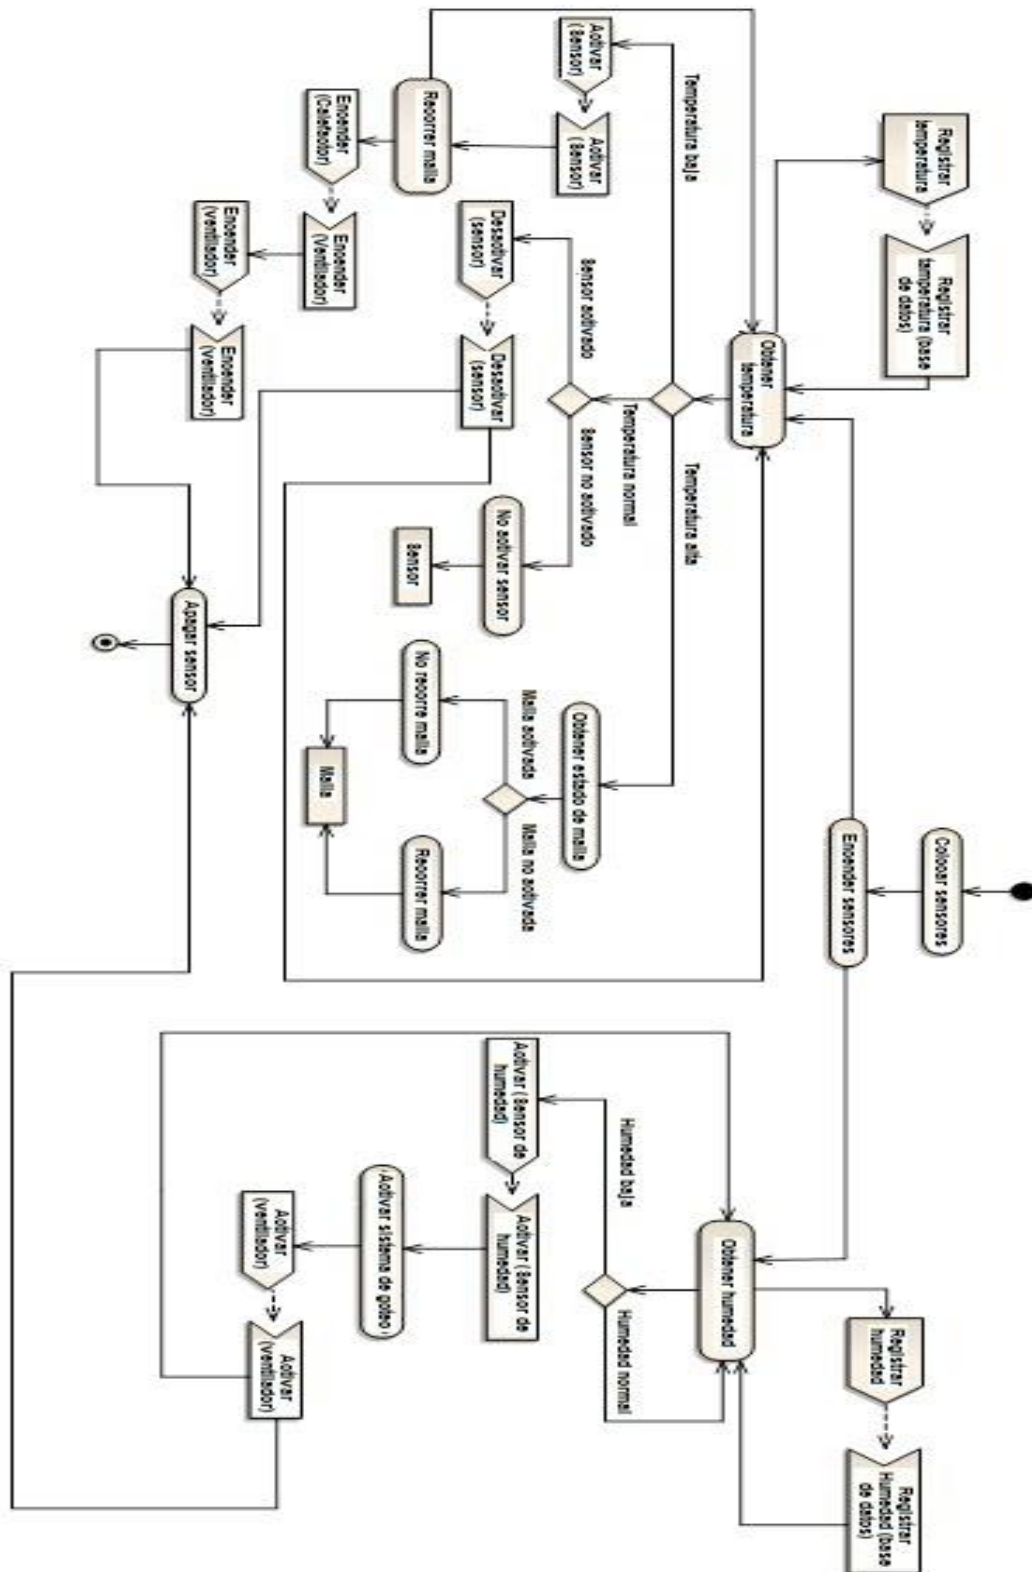 Colocar sensores
Encender sensores
Registrar
temperatura
Registrar
temperatura (base
de datos)
Obtener
temperatura
Temperatura baja
Temperatura normal
Temperatura alta
Activar
(Sensor)
Activar
(Sensor)
Recorrer malla
Encender
(Calefactor)
Encender
(Ventilador)
Encender
(ventilador)
Encender
(ventilador)
Sensor activado
Sensor no activado
Desactivar
(sensor)
Desactivar
(sensor)
No activar sensor
Sensor
Obtener estado de malla
Malla activada
Malla no activada
No recorre malla
Recorrer malla
Malla
Apagar sensor
Registrar
humedad
Registrar
Humedad (base
de datos)
Obtener humedad
Humedad baja
Humedad normal
Activar (Sensor de
humedad)
Activar (Sensor de
humedad)
Activar sistema de goteo
Activar
(ventilador)
Activar
(ventilador)